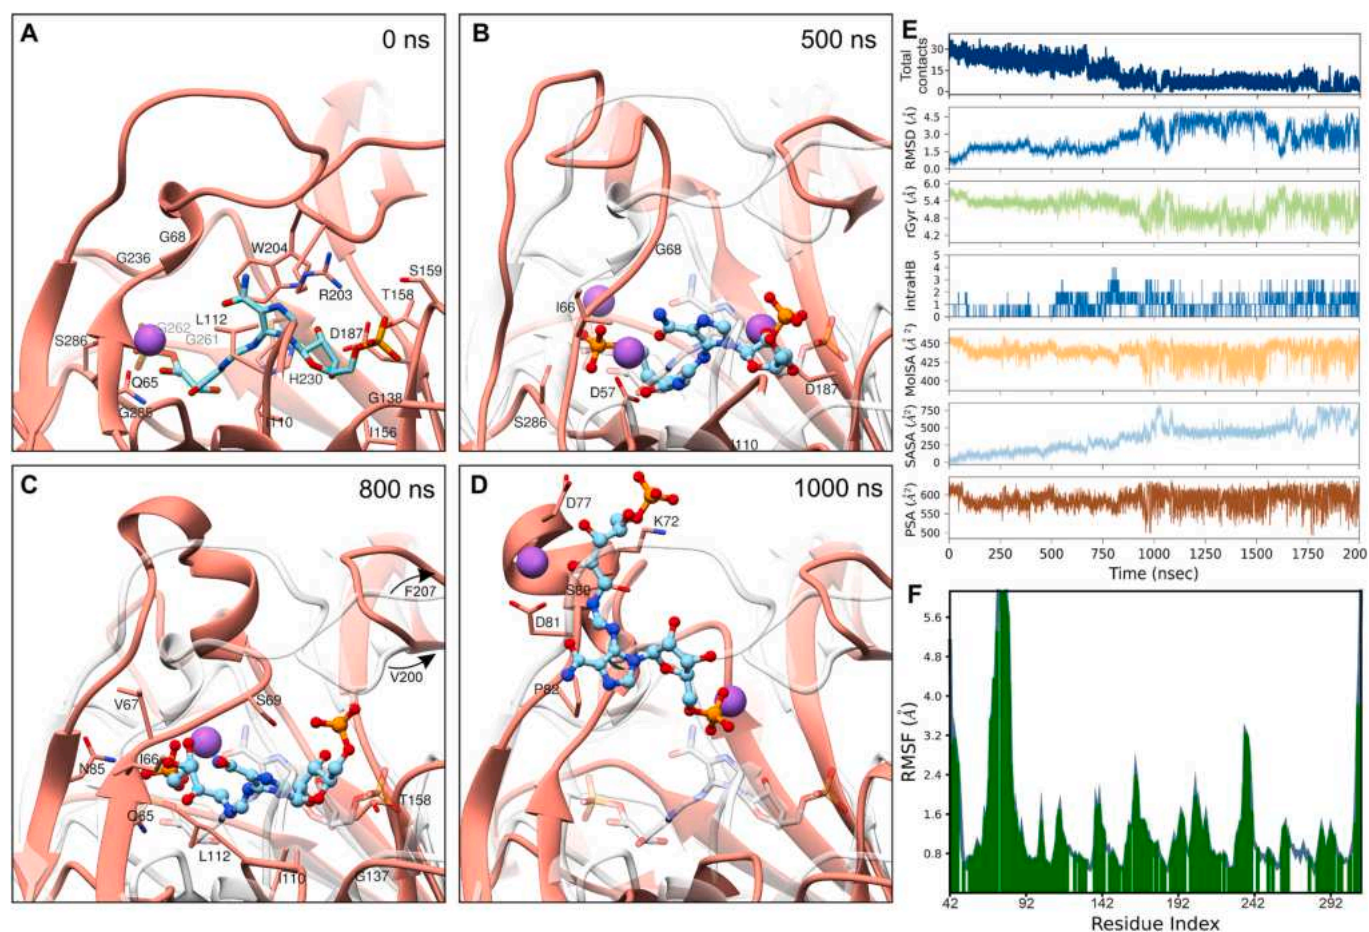 A
0 ns
G68
G236
W204
S159
R203
T158
G262
L112
G261
D187
S286
Q65
H230
G285
G138
I110
I156
B
500 ns
G68
I66
D57
D187
S286
I110
C
800 ns
F207
V200
V67
S69
N85
I66
T158
Q65
L112
I110
G137
D
1000 ns
D77
K72
S80
D81
P82
E
Total
contacts
30
15
0
RMSD (Å)
4.5
3.0
1.5
0.0
rGyr (Å)
6.0
5.4
4.8
4.2
intraHB
5
4
3
2
1
0
MolSA (Å²)
450
425
400
SASA (Å²)
750
500
250
0
PSA (Å²)
600
550
500
0 250 500 750 1000 1250 1500 1750 200
Time (nsec)
F
RMSF (Å)
5.6
4.8
4.0
3.2
2.4
1.6
0.8
42 92 142 192 242 292
Residue Index